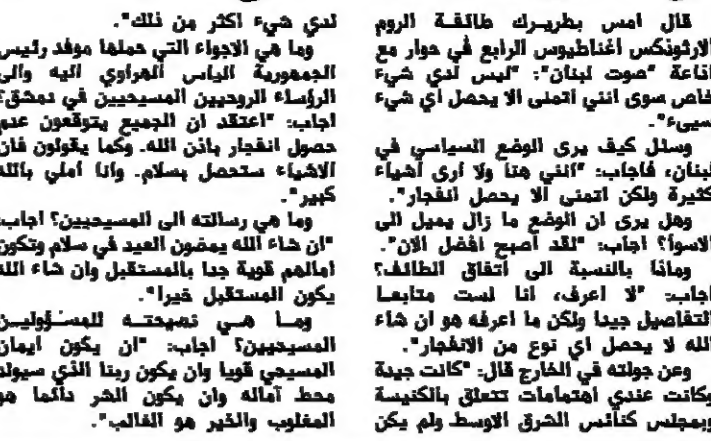 قال امس بطريرك طائفة الروم
الارثوذكس اغناطيوس الرابع في حوار مع
اذاعة "صوت لبنان": "ليس لدي شيء
خاص سوى انني اتمنى الا يحصل أي شيء
سيىء".
وسئل كيف يرى الوضع السياسي في
لبنان، فاجاب: "انني هنا ولا أرى أشياء
كثيرة ولكن اتمنى الا يحصل انفجار".
وهل يرى ان الوضع ما زال يميل الى
الاسوأ؟ اجاب: "لقد أصبح افضل الآن".
وماذا بالنسبة الى اتفاق الطائف؟
اجاب: "لا اعرف، انا لست متابعا
التفاصيل جيدا ولكن ما اعرفه هو ان شاء
الله لا يحصل اي نوع من الانفجار".
وعن جولته في الخارج قال: "كانت جيدة
وكانت عندي اهتمامات تتعلق بالكنيسة
وبمجلس كنائس الشرق الاوسط ولم يكن
لدي شيء اكثر من ذلك".
وما هي الاجواء التي حملها موفد رئيس
الجمهورية الياس الهراوي اليه والى
الرؤساء الروحيين المسيحيين في دمشق؟
اجاب: "اعتقد ان الجميع يتوقعون عدم
حصول انفجار باذن الله. وكما يقولون فان
الاشياء ستحصل بسلام. وانا املي بالله
كبير".
وما هي رسالته الى المسيحيين؟ اجاب:
"ان شاء الله يمضون العيد في سلام وتكون
امالهم قوية جدا بالمستقبل وان شاء الله
يكون المستقبل خيرا".
وما هي نصيحته للمسؤوليين
المسيحيين؟ اجاب: "ان يكون ايمان
المسيحي قويا وان يكون ربنا الذي سيولد
محط آماله وان يكون الشر دائما هو
المغلوب والخير هو الغالب".